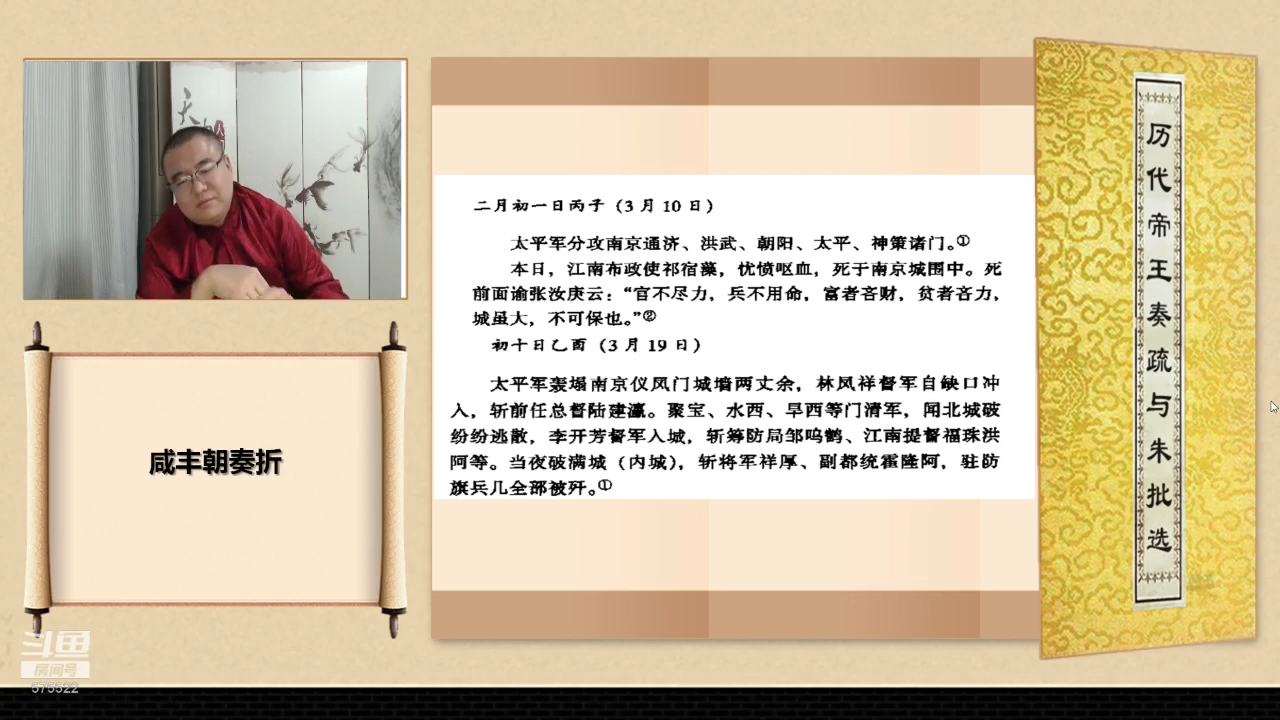 二月初一日丙子（3月10日）
太平军分攻南京通济、洪武、朝阳、太平、神策诸门。①
本日，江南布政使祁宿藻，忧愤呕血，死于南京城围中。死
前面谕张汝庚云：“官不尽力，兵不用命，富者吝财，贫者吝力，
城虽大，不可保也。”②
初十日乙酉（3月19日）
太平军轰塌南京仪凤门城墙两丈余，林凤祥督军自缺口冲
入，斩前任总督陆建瀛。聚宝、水西、旱西等门清军，闻北城破
纷纷逃散，李开芳督军入城，斩筹防局邹鸣鹤、江南提督福珠洪
阿等。当夜破满城（内城），斩将军祥厚、副都统霍隆阿，驻防
旗兵几全部被歼。①
历代帝王奏疏与朱批选
咸丰朝奏折
斗鱼
房间号
575522